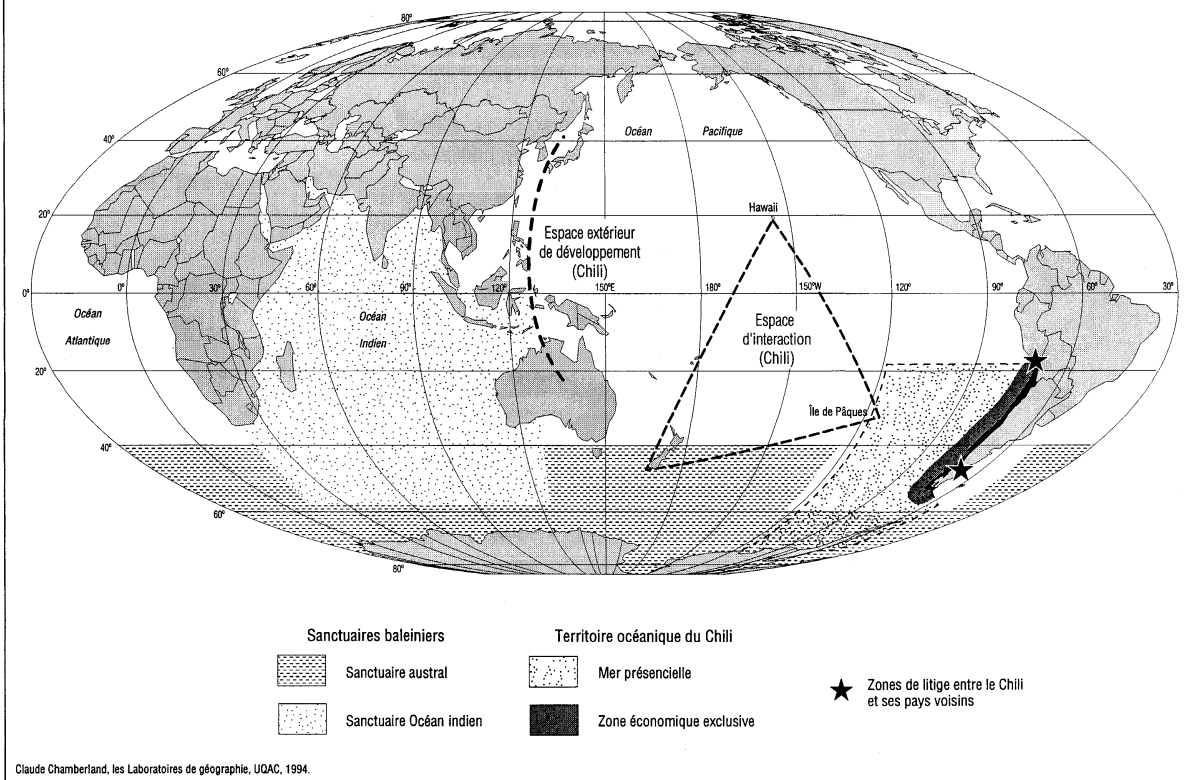 80°
60°
40°
Océan Pacifique
20°
Hawaii
Espace extérieur
de développement
(Chili)
0° 0° 30° 60° 90° 120° 150°E 180° 150°W 120° 90° 60° 30°
Océan
Atlantique
Océan
Indien
Espace
d'interaction
(Chili)
20°
Île de Pâques
40°
60°
80°
Sanctuaires baleiniers
Sanctuaire austral
Sanctuaire Océan indien
Territoire océanique du Chili
Mer présencielle
Zone économique exclusive
Zones de litige entre le Chili
et ses pays voisins
Claude Chamberland, les Laboratoires de géographie, UQAC, 1994.